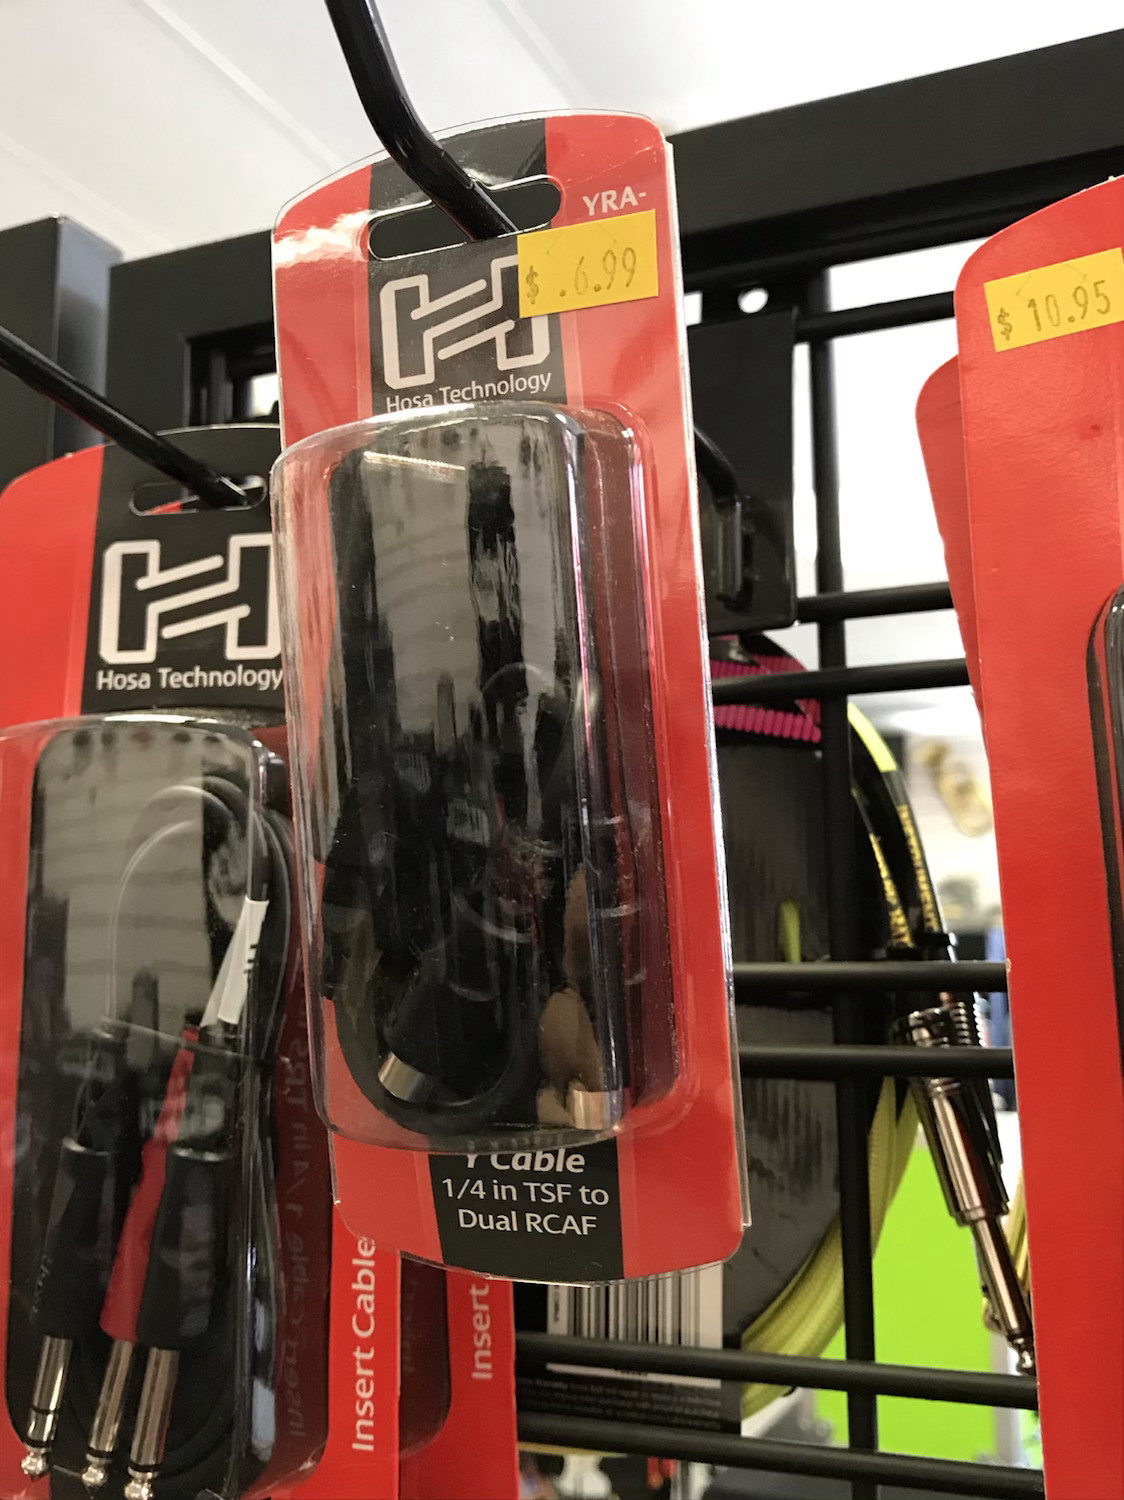 YRA-
$ .6.99
Hosa Technology
Y Cable
1/4 in TSF to
Dual RCAF
$ 10.95
Hosa Technology
Insert Cable
Insert